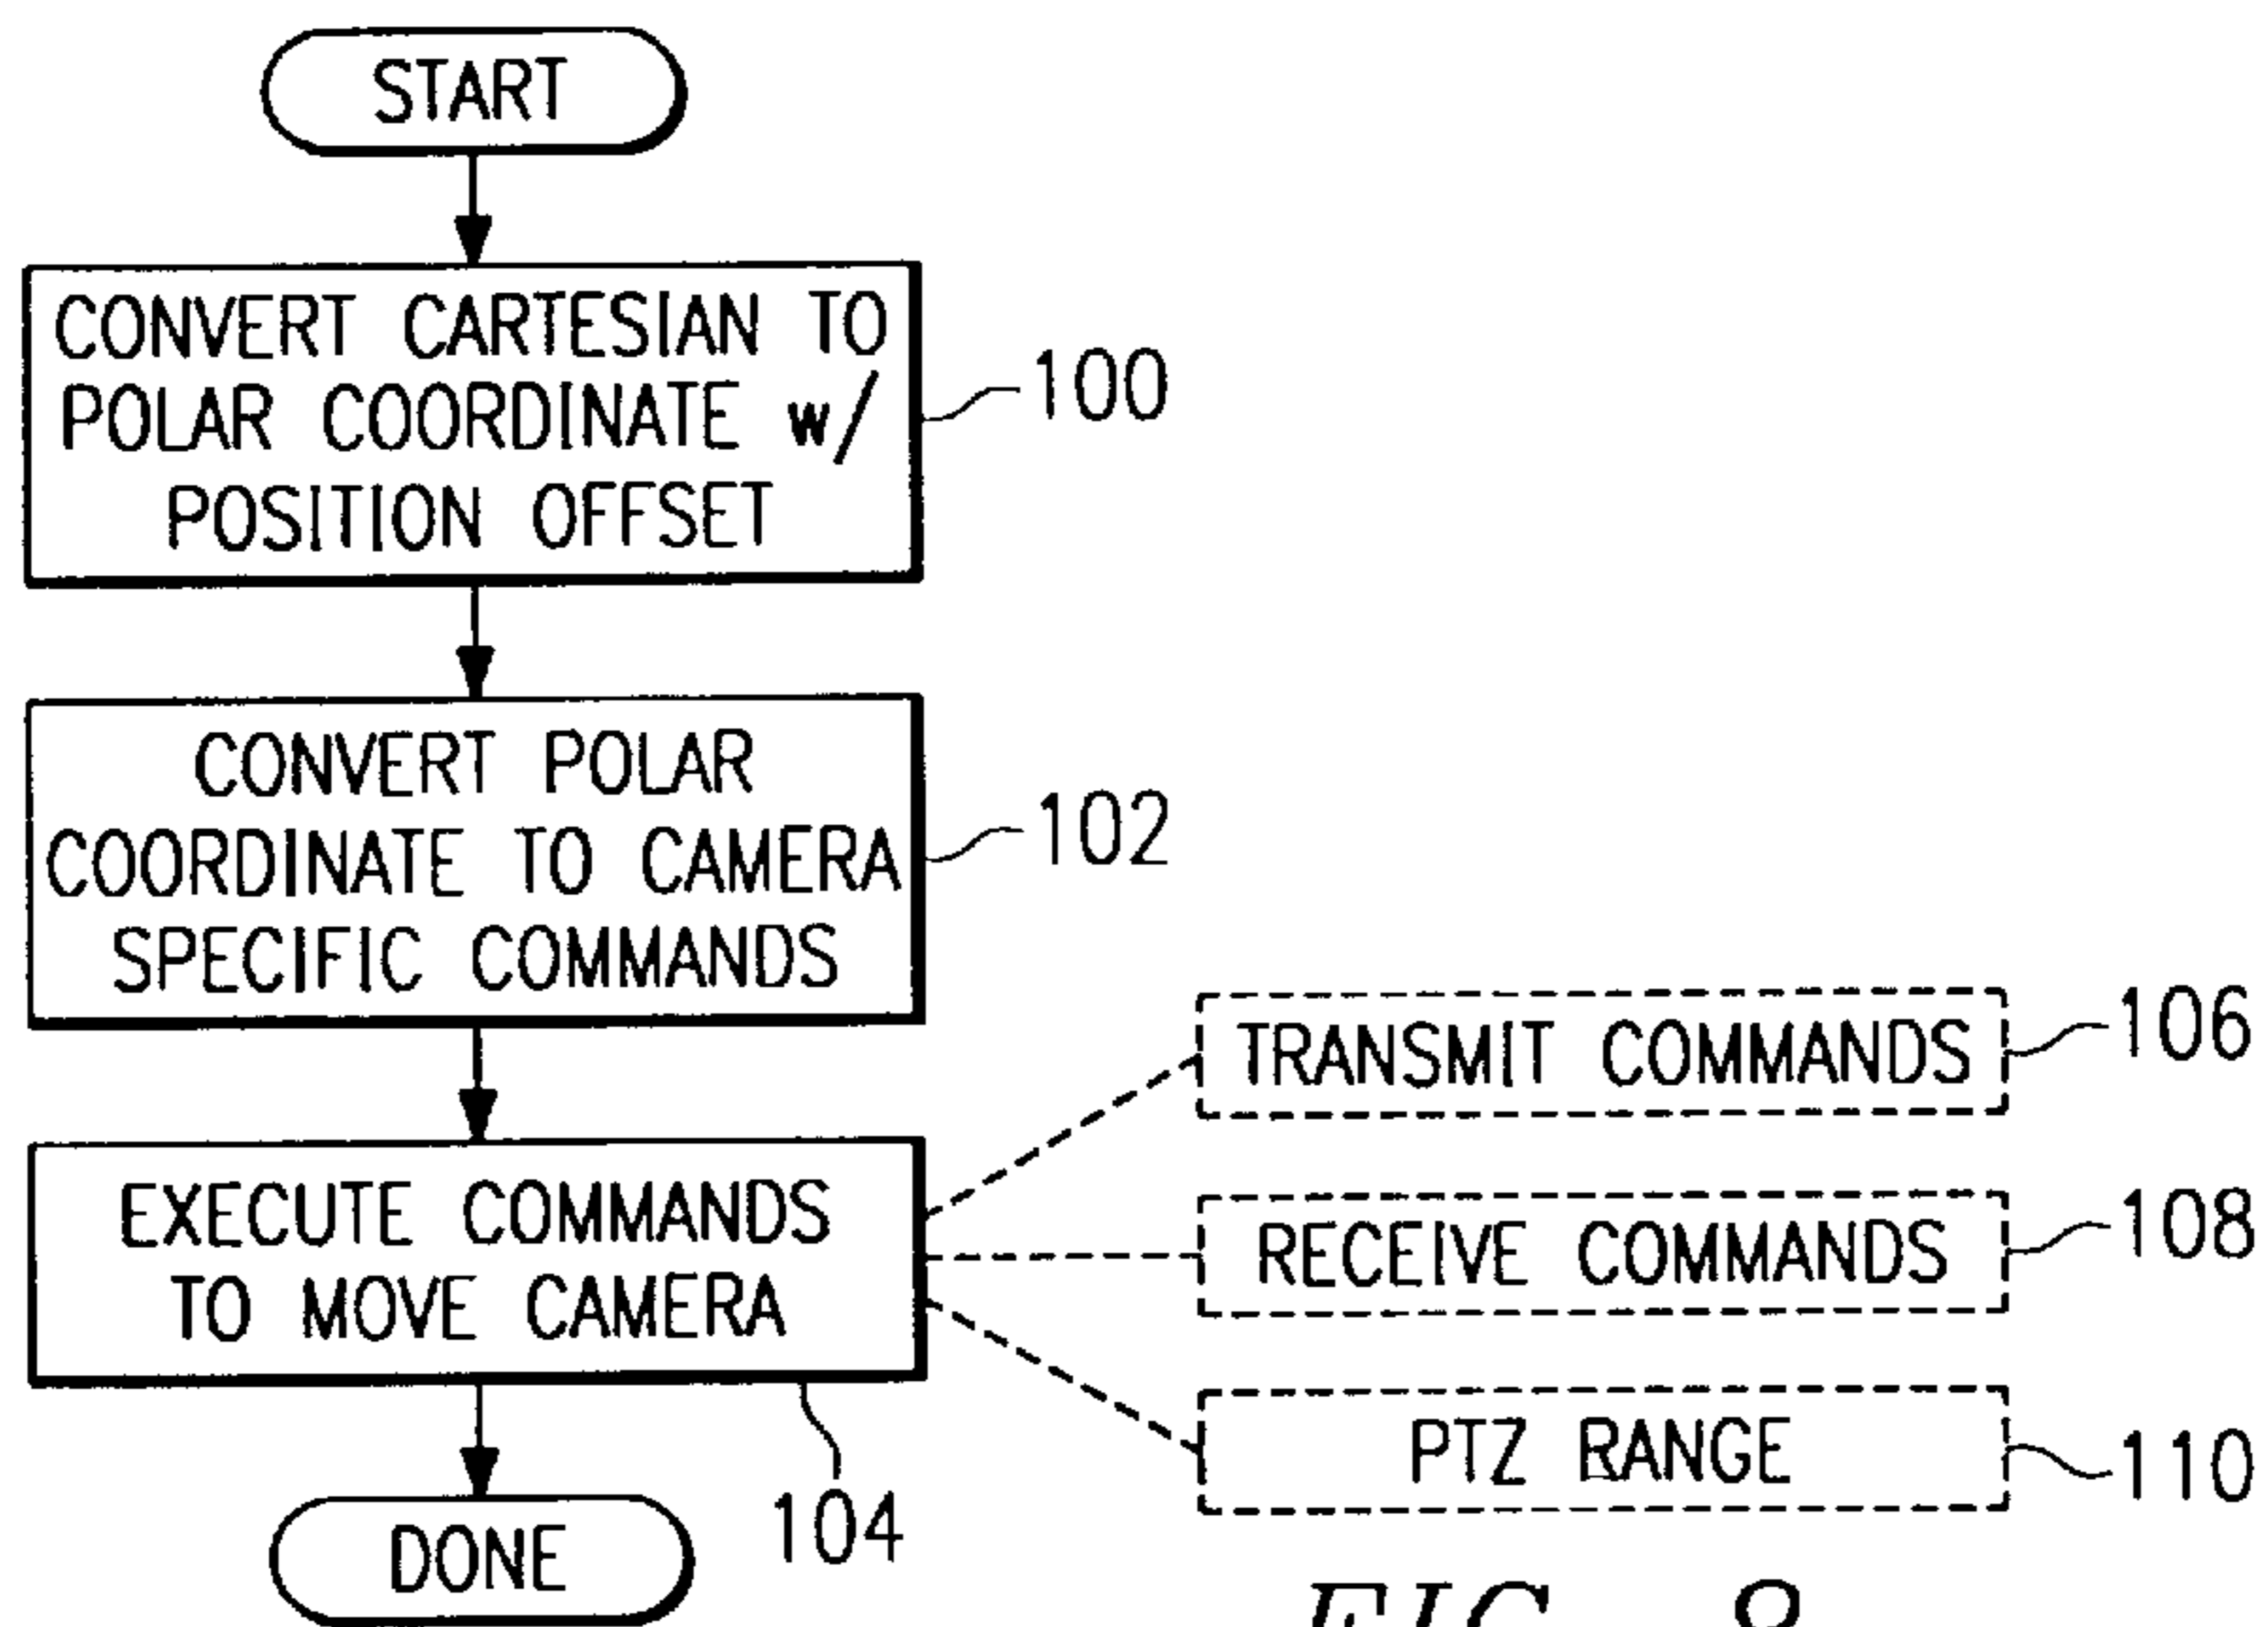 START
CONVERT CARTESIAN TO
POLAR COORDINATE w/
POSITION OFFSET
100
CONVERT POLAR
COORDINATE TO CAMERA
SPECIFIC COMMANDS
102
EXECUTE COMMANDS
TO MOVE CAMERA
104
TRANSMIT COMMANDS
106
RECEIVE COMMANDS
108
PTZ RANGE
110
DONE